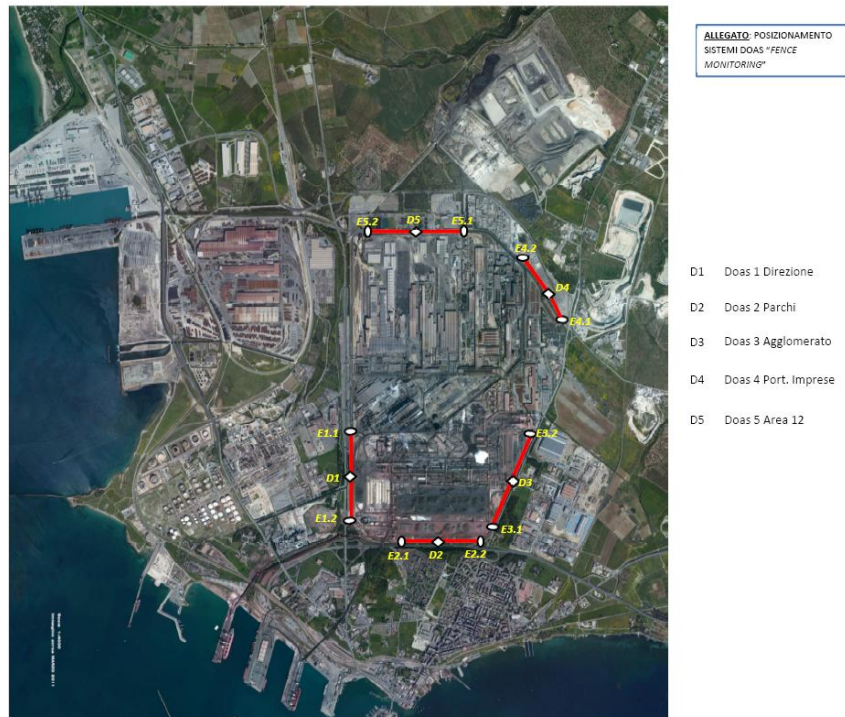 ALLEGATO: POSIZIONAMENTO
SISTEMI DOAS "FENCE
MONITORING"
E5.2
D5
E5.1
E4.2
D4
E4.1
D1 Doas 1 Direzione
D2 Doas 2 Parchi
D3 Doas 3 Agglomerato
D4 Doas 4 Port. Imprese
D5 Doas 5 Area 12
E1.1
E3.2
D1
D3
E1.2
E3.1
E2.1
D2
E2.2